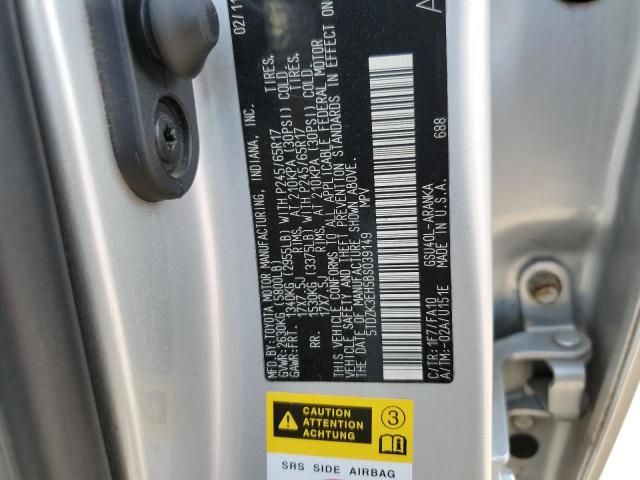 MFD.BY:TOYOTA MOTOR MANUFACTURING, INDIANA, INC. 02/11
GVWR:2630KG (5800LB)
GAWR:FRT. 1340KG (2955LB) WITH P245/65R17 TIRES,
17X7.5J RIMS, AT 210KPA (30PSI) COLD.
RR. 1530KG (3375LB) WITH P245/65R17 TIRES,
17X7.5J RIMS, AT 210KPA (30PSI) COLD.
THIS VEHICLE CONFORMS TO ALL APPLICABLE FEDERAL MOTOR
VEHICLE SAFETY AND THEFT PREVENTION STANDARDS IN EFFECT ON
THE DATE OF MANUFACTURE SHOWN ABOVE.
5TDZK3EH5BS039149 MPV
C/TR:1F7/FA10 GSU40L-ARANKA 688
A/TM:-02A/U151E MADE IN U.S.A.
A
CAUTION
ATTENTION
ACHTUNG
3
i
SRS SIDE AIRBAG